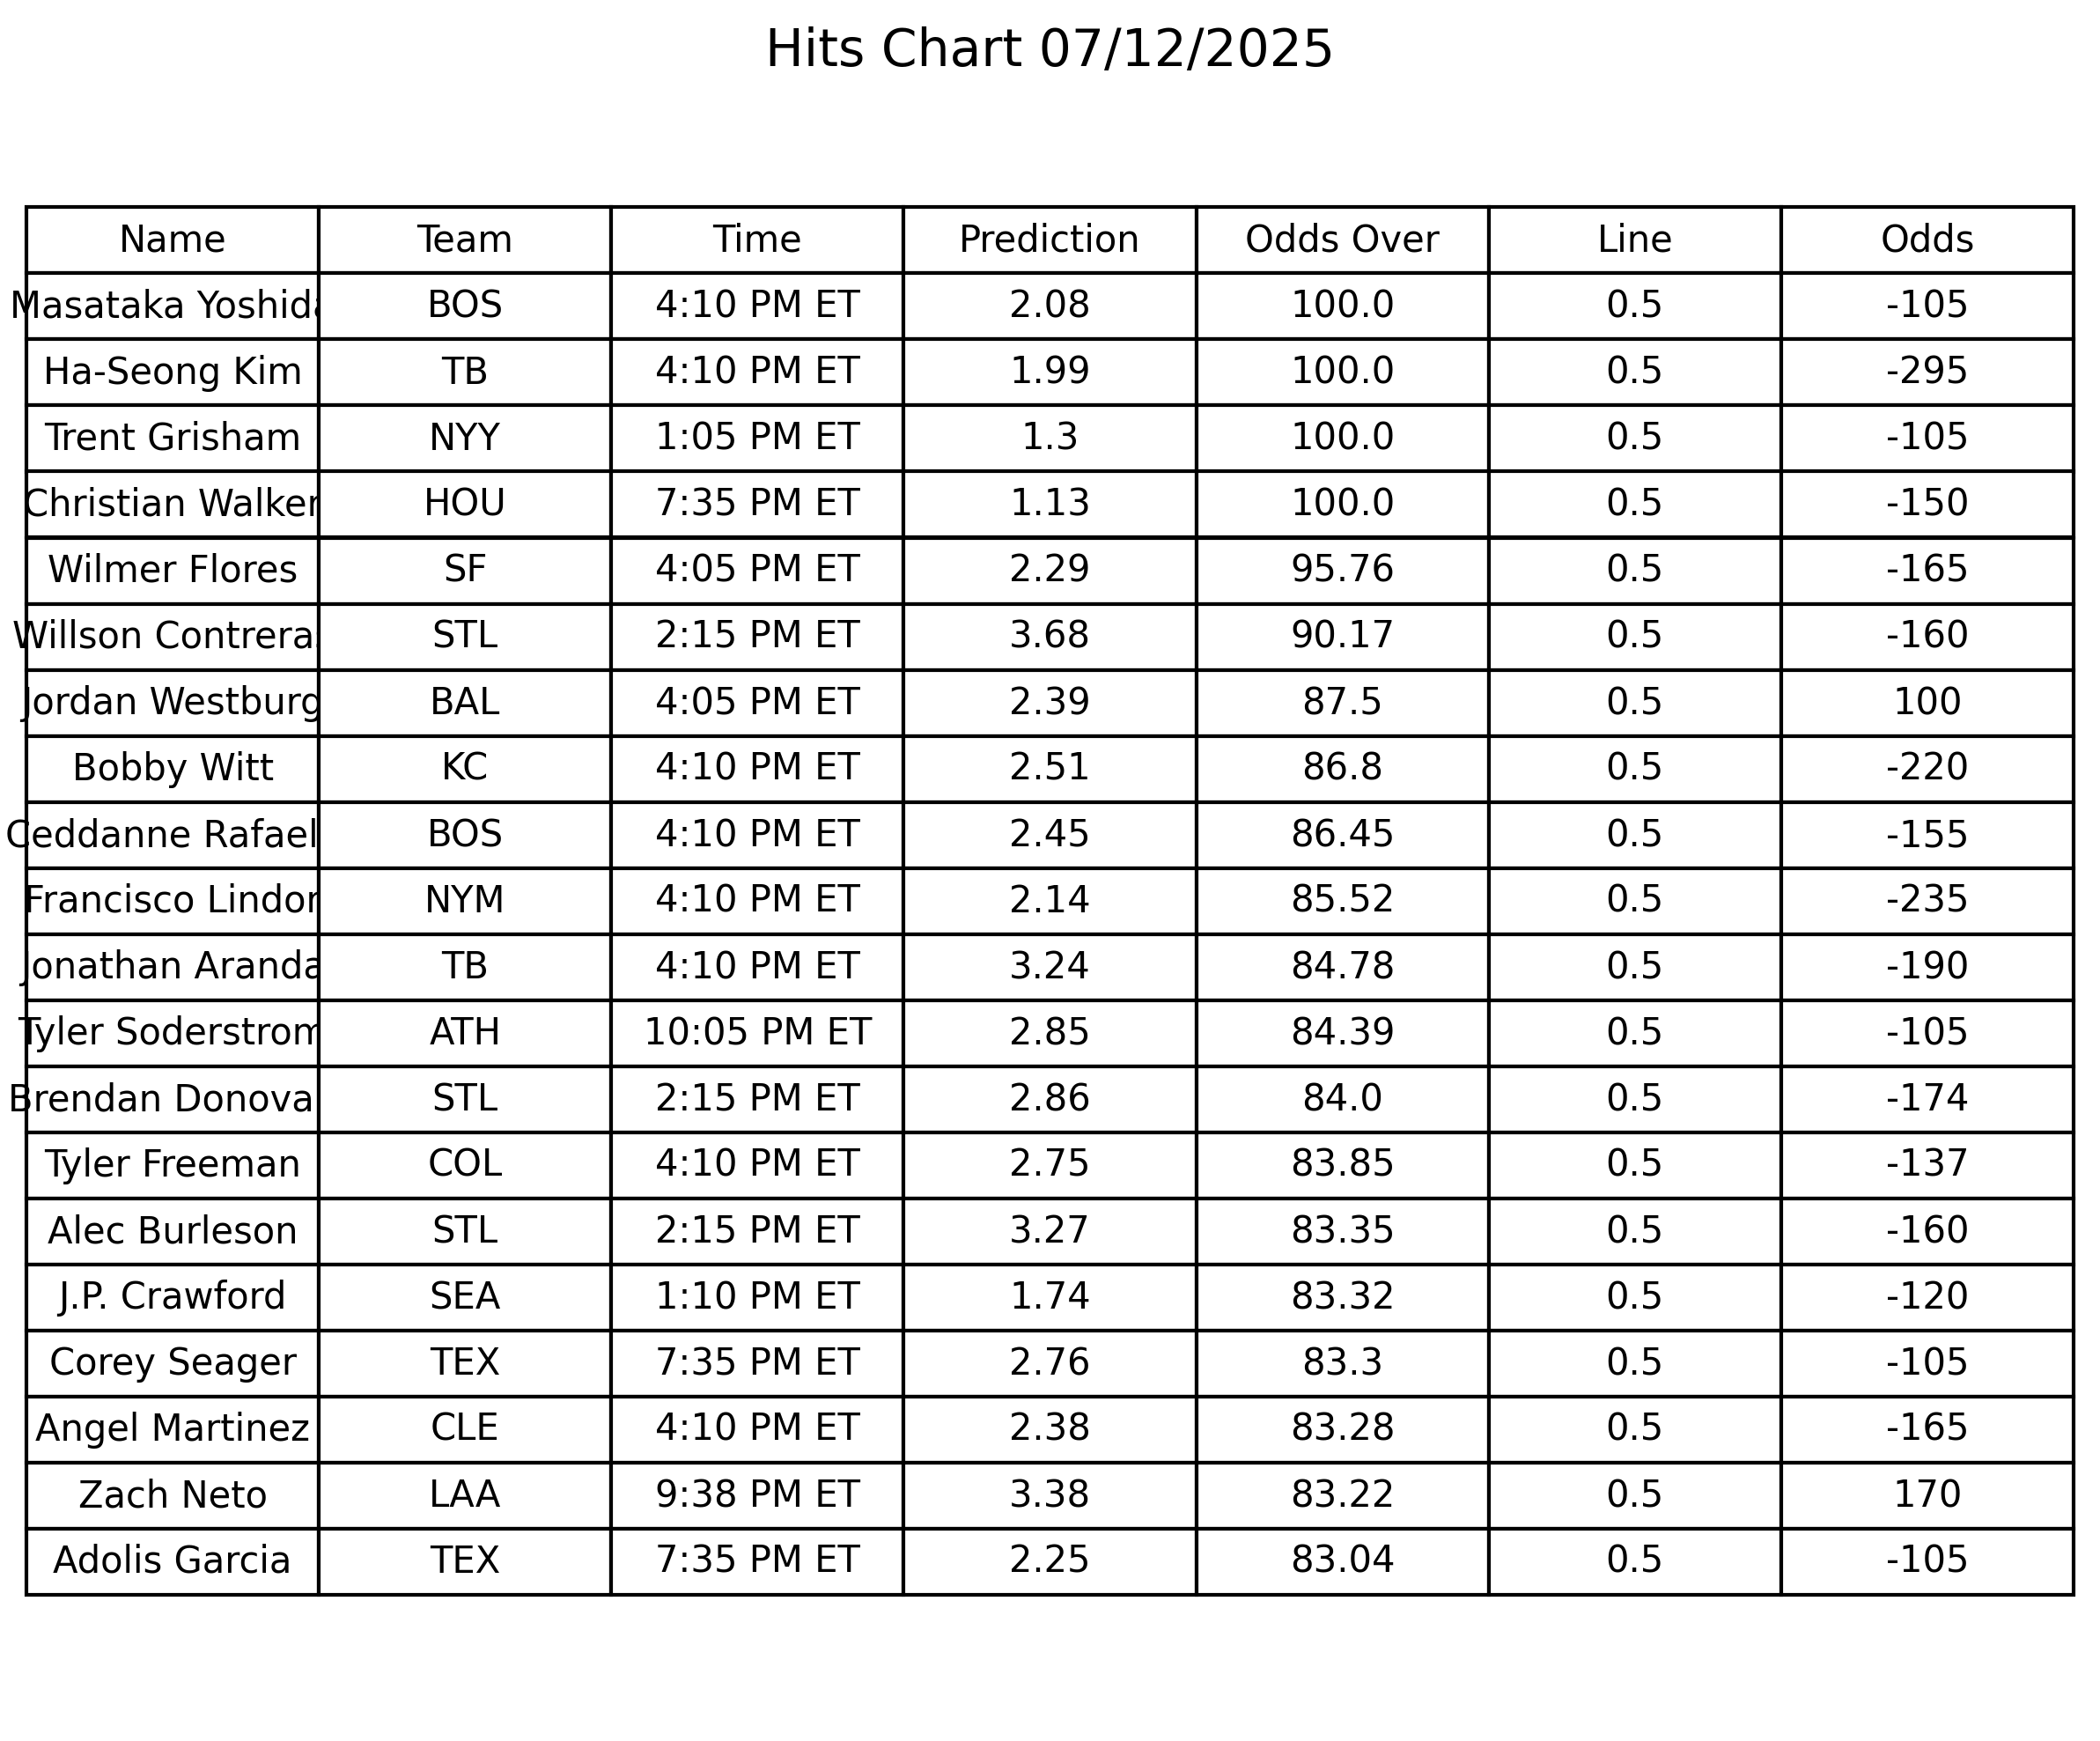 Hits Chart 07/12/2025
Name Team Time Prediction Odds Over Line Odds
Masataka Yoshida BOS 4:10 PM ET 2.08 100.0 0.5 -105
Ha-Seong Kim TB 4:10 PM ET 1.99 100.0 0.5 -295
Trent Grisham NYY 1:05 PM ET 1.3 100.0 0.5 -105
Christian Walker HOU 7:35 PM ET 1.13 100.0 0.5 -150
Wilmer Flores SF 4:05 PM ET 2.29 95.76 0.5 -165
Willson Contreras STL 2:15 PM ET 3.68 90.17 0.5 -160
Jordan Westburg BAL 4:05 PM ET 2.39 87.5 0.5 100
Bobby Witt KC 4:10 PM ET 2.51 86.8 0.5 -220
Ceddanne Rafael BOS 4:10 PM ET 2.45 86.45 0.5 -155
Francisco Lindor NYM 4:10 PM ET 2.14 85.52 0.5 -235
Jonathan Aranda TB 4:10 PM ET 3.24 84.78 0.5 -190
Tyler Soderstrom ATH 10:05 PM ET 2.85 84.39 0.5 -105
Brendan Donova STL 2:15 PM ET 2.86 84.0 0.5 -174
Tyler Freeman COL 4:10 PM ET 2.75 83.85 0.5 -137
Alec Burleson STL 2:15 PM ET 3.27 83.35 0.5 -160
J.P. Crawford SEA 1:10 PM ET 1.74 83.32 0.5 -120
Corey Seager TEX 7:35 PM ET 2.76 83.3 0.5 -105
Angel Martinez CLE 4:10 PM ET 2.38 83.28 0.5 -165
Zach Neto LAA 9:38 PM ET 3.38 83.22 0.5 170
Adolis Garcia TEX 7:35 PM ET 2.25 83.04 0.5 -105